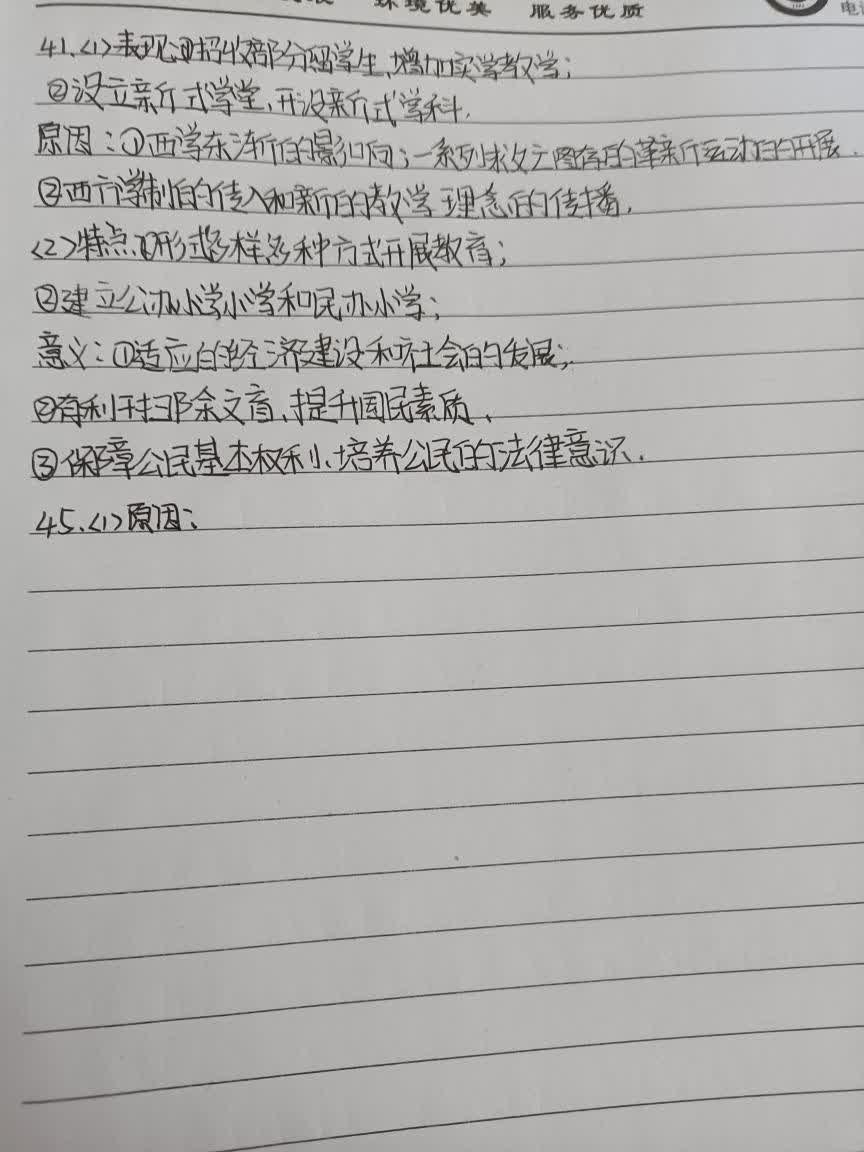 环境优美 服务优质
41.<1>表现:①招收部分留学生、增加实学教学;
②设立新式学堂、开设新式学科.
原因:①西学东渐的影响;一系列救亡图存的革新运动的开展.
②西方学制的传入和新的教学理念的传播.
<2>特点①形式多样多种方式开展教育;
②建立公办小学小学和民办小学;
意义:①适应的经济建设和社会的发展;
②有利于扫除文盲、提升国民素质、
③保障公民基本权利、培养公民的法律意识.
45.<1>原因: